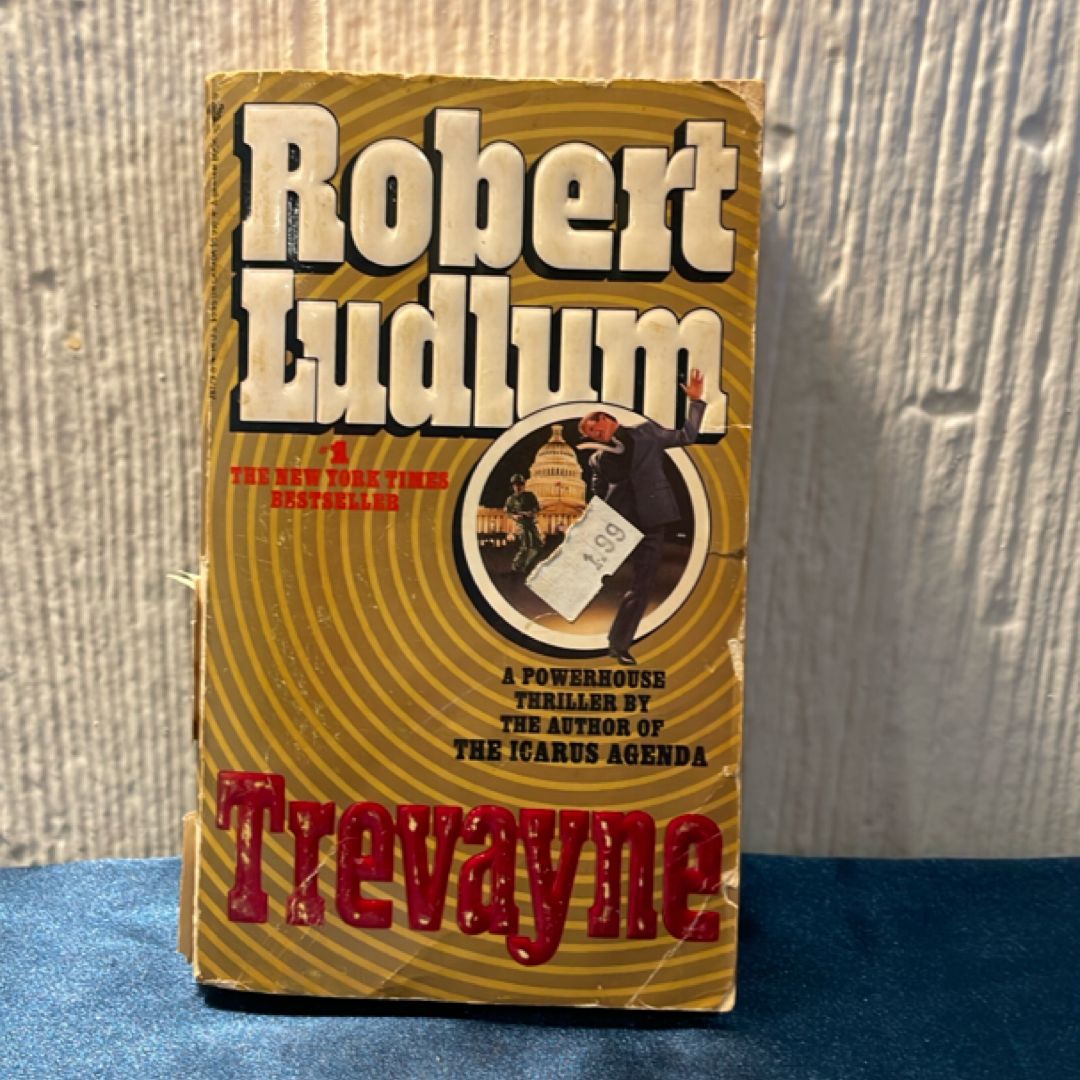 Robert
Ludlum
#1
THE NEW YORK TIMES
BESTSELLER
1.99
A POWERHOUSE
THRILLER BY
THE AUTHOR OF
THE ICARUS AGENDA
Trevayne